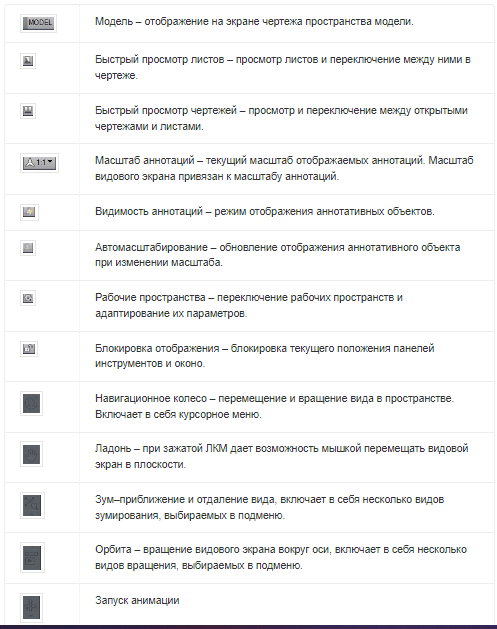 MODEL
Модель – отображение на экране чертежа пространства модели.
Быстрый просмотр листов – просмотр листов и переключение между ними в
чертеже.
Быстрый просмотр чертежей – просмотр и переключение между открытыми
чертежами и листами.
1:1
Масштаб аннотаций – текущий масштаб отображаемых аннотаций. Масштаб
видового экрана привязан к масштабу аннотаций.
Видимость аннотаций – режим отображения аннотативных объектов.
Автомасштабирование – обновление отображения аннотативного объекта
при изменении масштаба.
Рабочие пространства – переключение рабочих пространств и
адаптирование их параметров.
Блокировка отображения – блокировка текущего положения панелей
инструментов и оконо.
Навигационное колесо – перемещение и вращение вида в пространстве.
Включает в себя курсорное меню.
Ладонь – при зажатой ЛКМ дает возможность мышкой перемещать видовой
экран в плоскости.
Зум–приближение и отдаление вида, включает в себя несколько видов
зумирования, выбираемых в подменю.
Орбита – вращение видового экрана вокруг оси, включает в себя несколько
видов вращения, выбираемых в подменю.
Запуск анимации